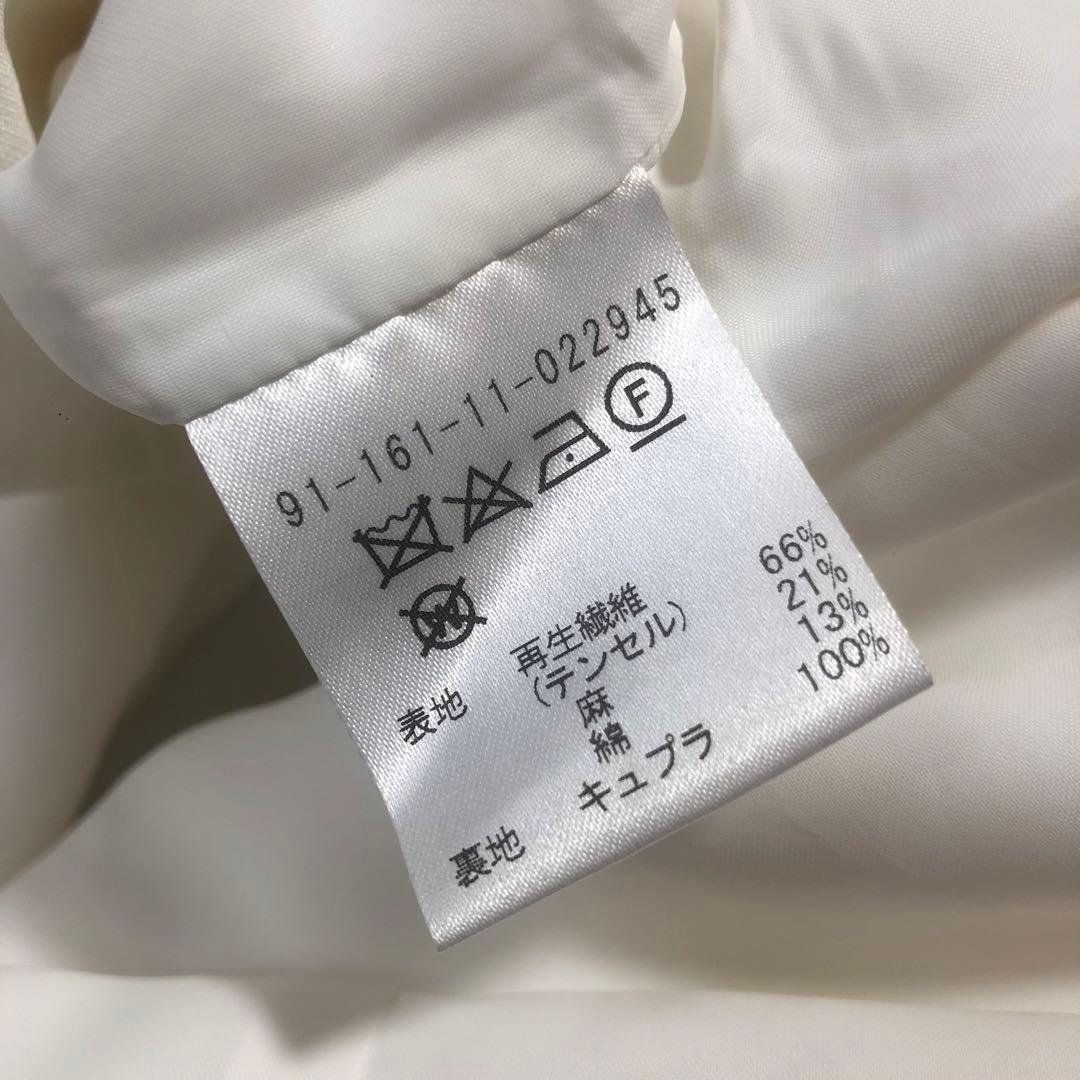 91-161-11-022945
F
W
表地 再生繊維 66%
(テンセル)
麻 21%
綿 13%
裏地 キュプラ 100%